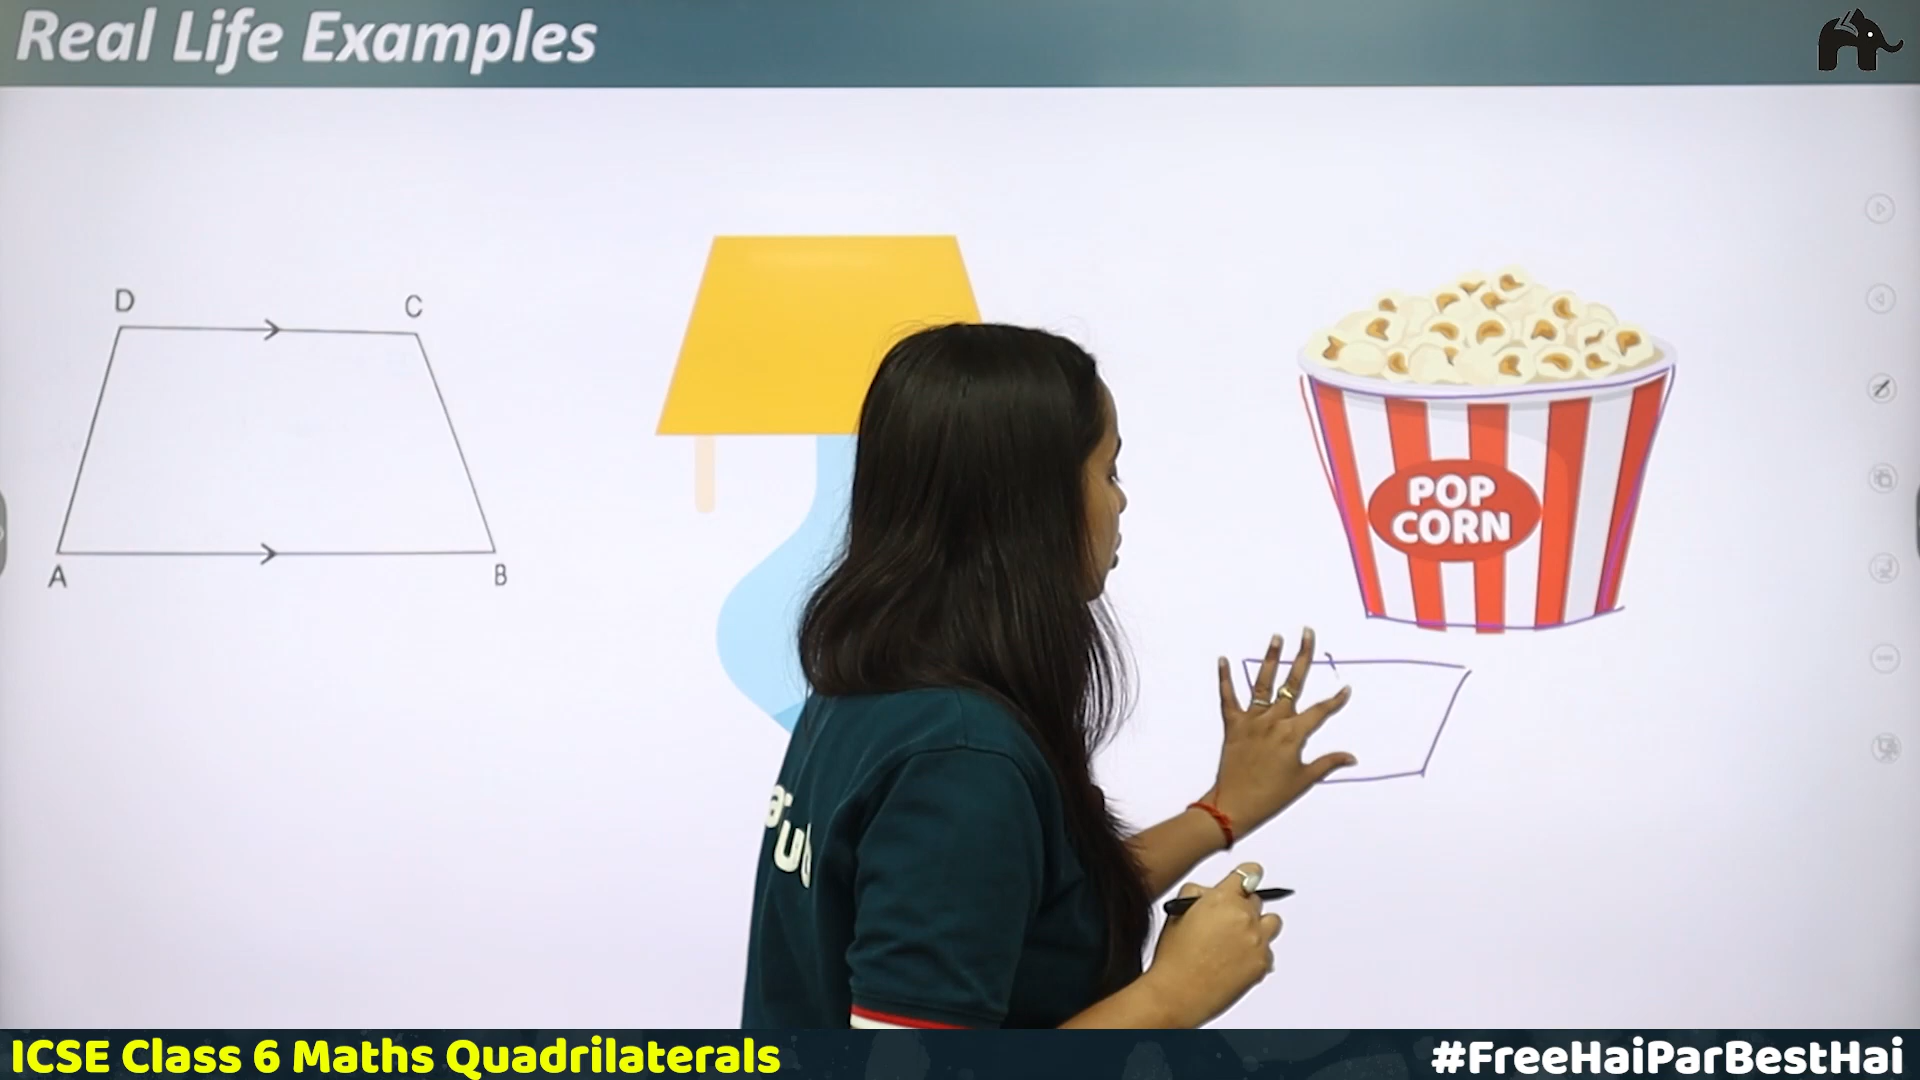 Real Life Examples
D
C
A
B
POP
CORN
ICSE Class 6 Maths Quadrilaterals
#FreeHaiParBestHai